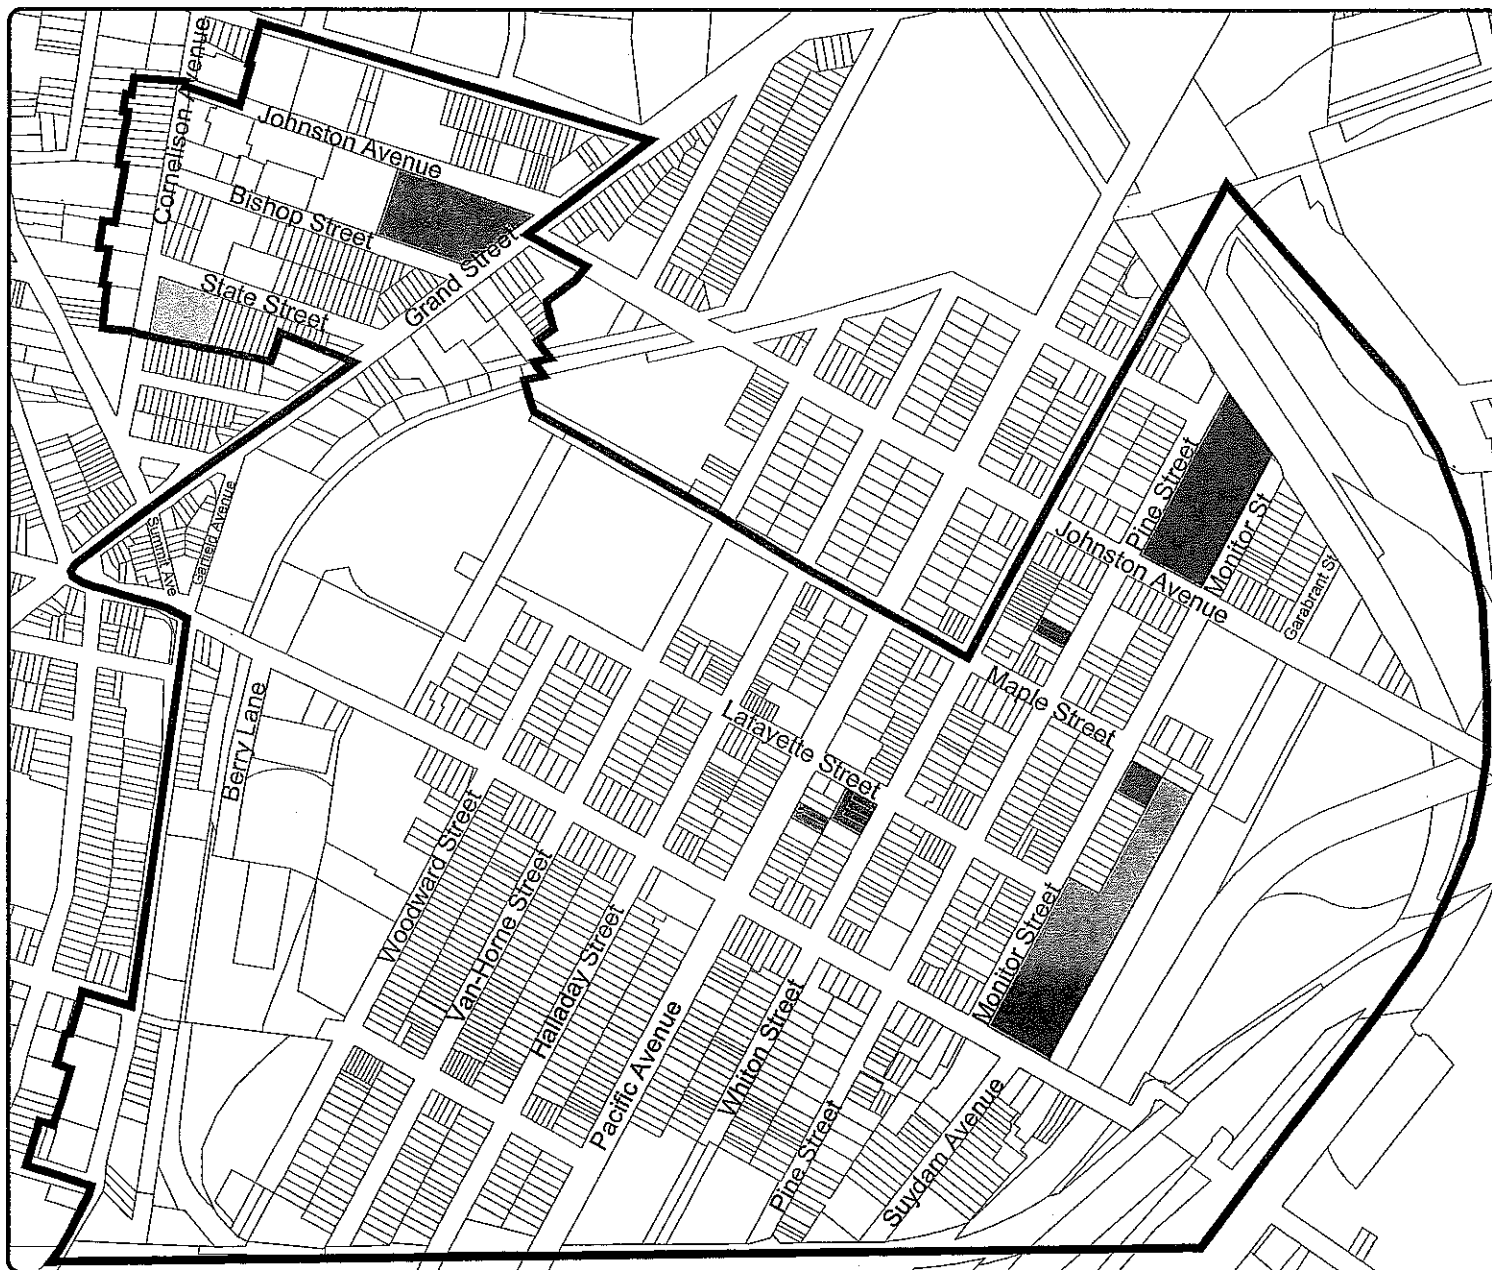 Cornelison Avenue
Johnston Avenue
Bishop Street
Grand Street
State Street
Summit Ave
Garfield Avenue
Pine Street
Monitor St
Johnston Avenue
Garabrant St
Maple Street
Berry Lane
Lafayette Street
Woodward Street
Van-Horne Street
Halladay Street
Pacific Avenue
Whiton Street
Monitor Street
Pine Street
Suydam Avenue